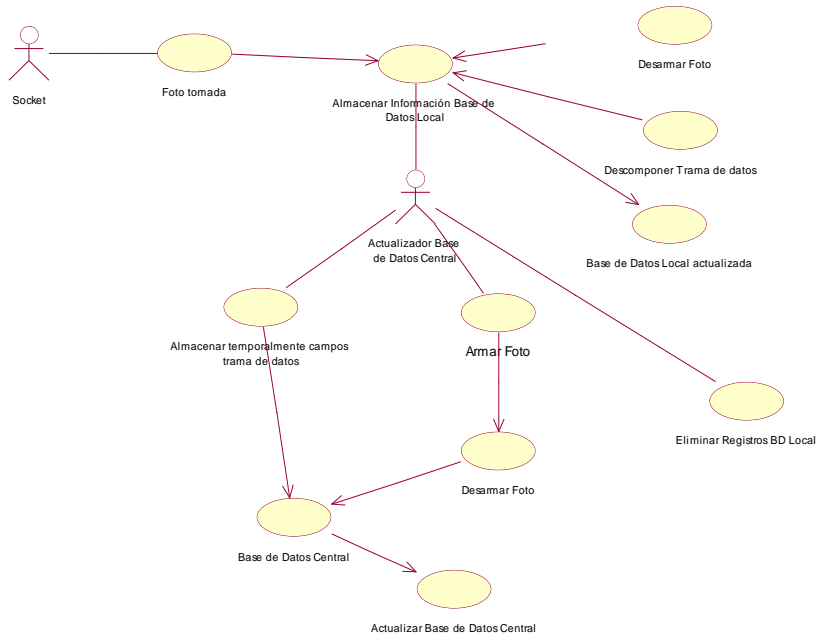 Desarmar Foto
Socket
Foto tomada
Almacenar Información Base de
Datos Local
Descomponer Trama de datos
Actualizador Base
de Datos Central
Base de Datos Local actualizada
Almacenar temporalmente campos
trama de datos
Armar Foto
Eliminar Registros BD Local
Desarmar Foto
Base de Datos Central
Actualizar Base de Datos Central